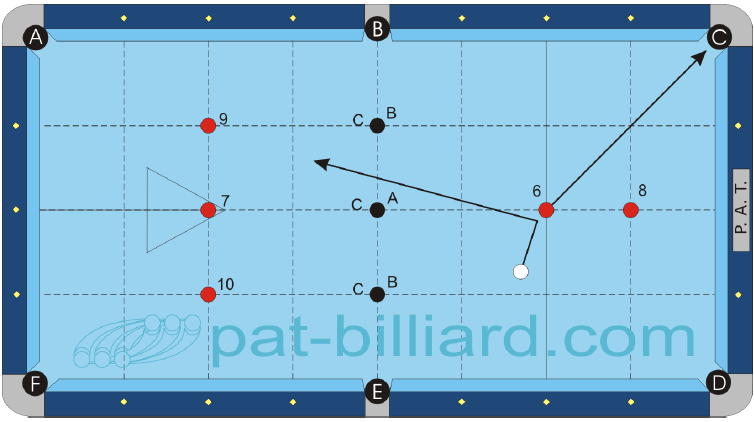 A B C
9 C B
6 8
7 C A
P. A. T.
10 C B
pat-billiard.com
F E D